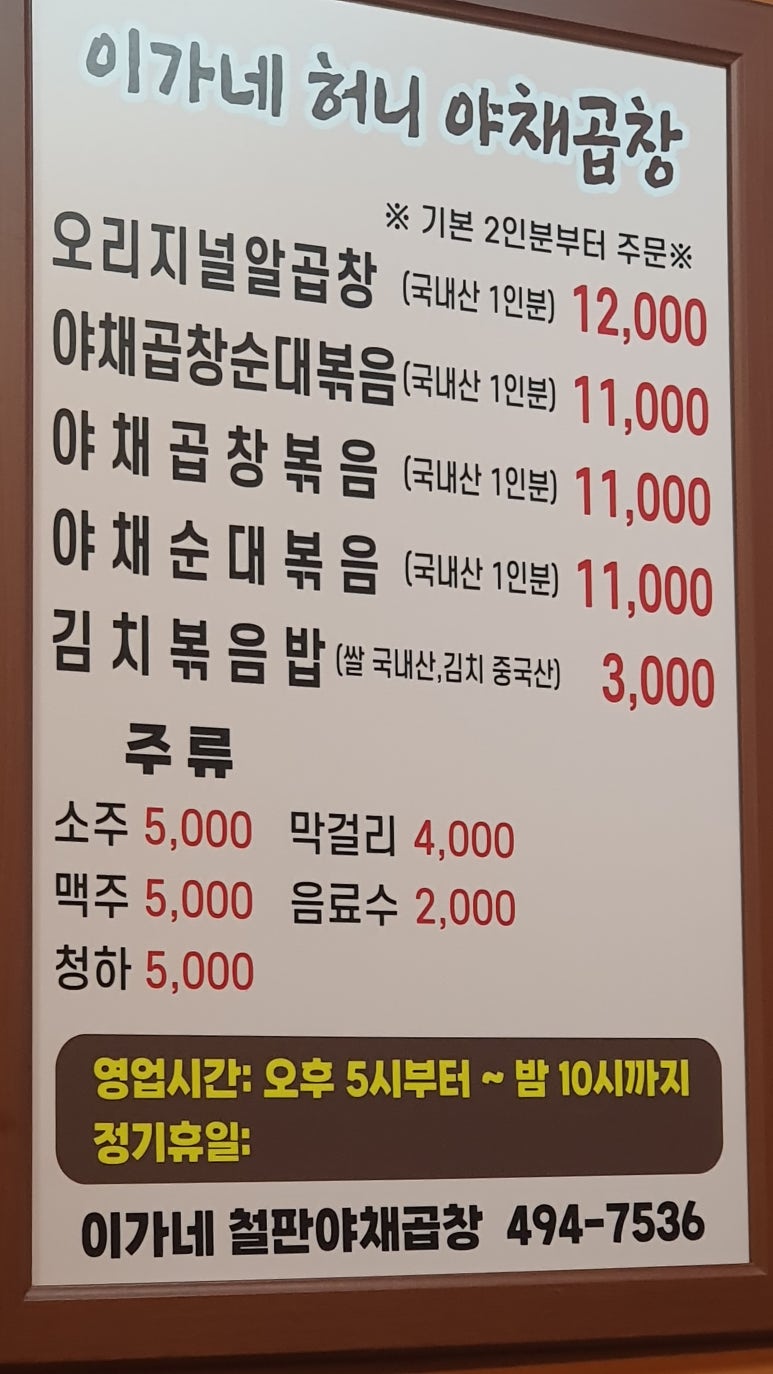 이가네 허니 야채곱창
※ 기본 2인분부터 주문※
오리지널알곱창 (국내산 1인분) 12,000
야채곱창순대볶음(국내산 1인분) 11,000
야채곱창볶음 (국내산 1인분) 11,000
야채순대볶음 (국내산 1인분) 11,000
김치볶음밥(쌀 국내산,김치 중국산) 3,000
주류
소주 5,000 막걸리 4,000
맥주 5,000 음료수 2,000
청하 5,000
영업시간: 오후 5시부터 ~ 밤 10시까지
정기휴일:
이가네 철판야채곱창 494-7536